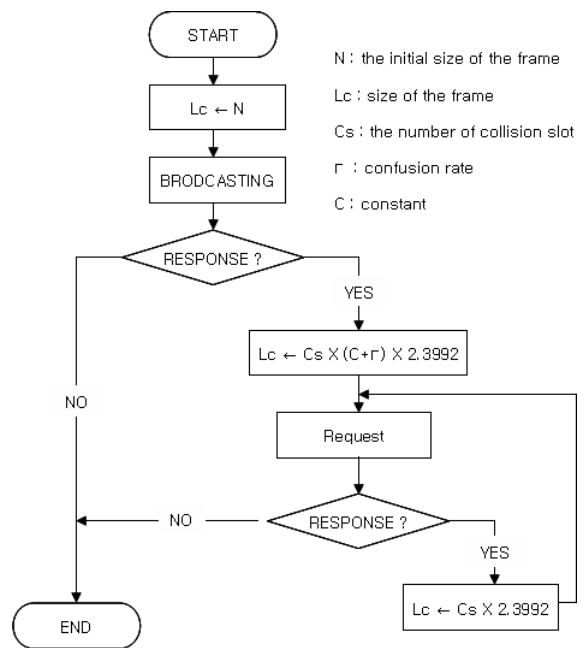 START
N : the initial size of the frame
Lc ← N
Lc : size of the frame
Cs : the number of collision slot
BRODCASTING
Γ : confusion rate
C : constant
RESPONSE ?
YES
Lc ← Cs X (C+Γ) X 2.3992
NO
Request
RESPONSE ?
NO
YES
Lc ← Cs X 2.3992
END